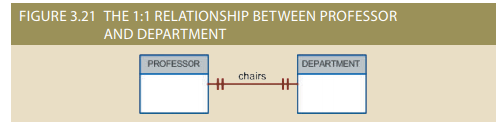 FIGURE 3.21 THE 1:1 RELATIONSHIP BETWEEN PROFESSOR
AND DEPARTMENT
PROFESSOR
chairs
DEPARTMENT